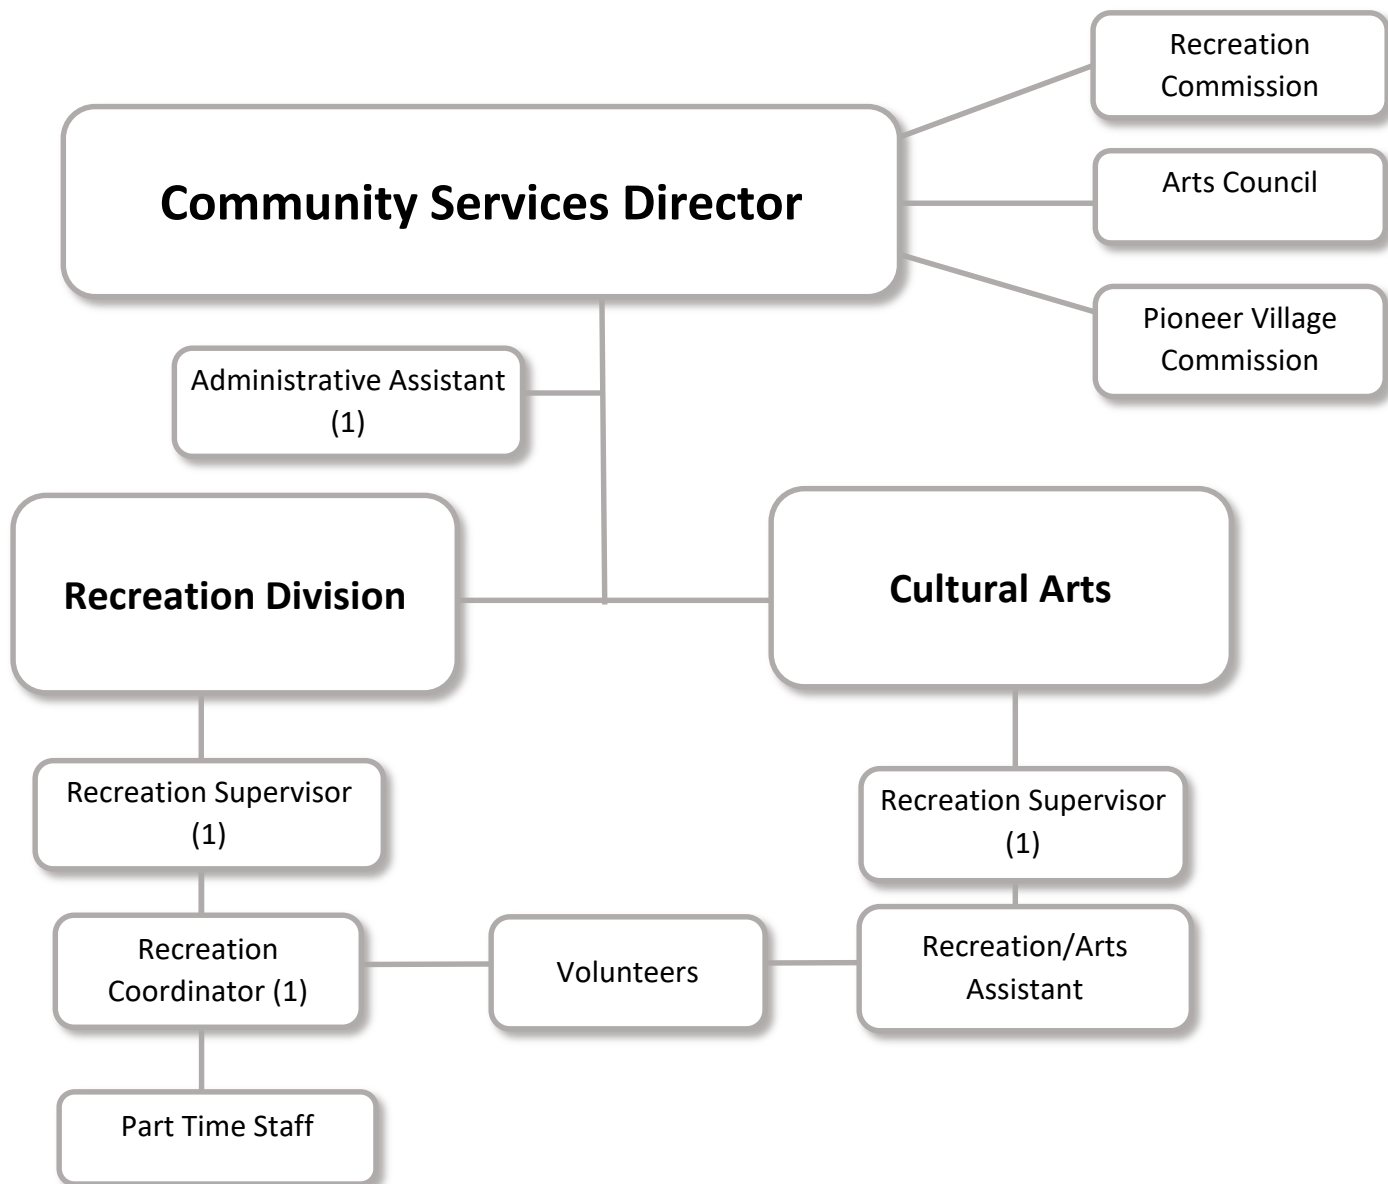 Recreation
Commission
Community Services Director
Arts Council
Pioneer Village
Commission
Administrative Assistant
(1)
Recreation Division
Cultural Arts
Recreation Supervisor
(1)
Recreation Supervisor
(1)
Recreation
Coordinator (1)
Volunteers
Recreation/Arts
Assistant
Part Time Staff